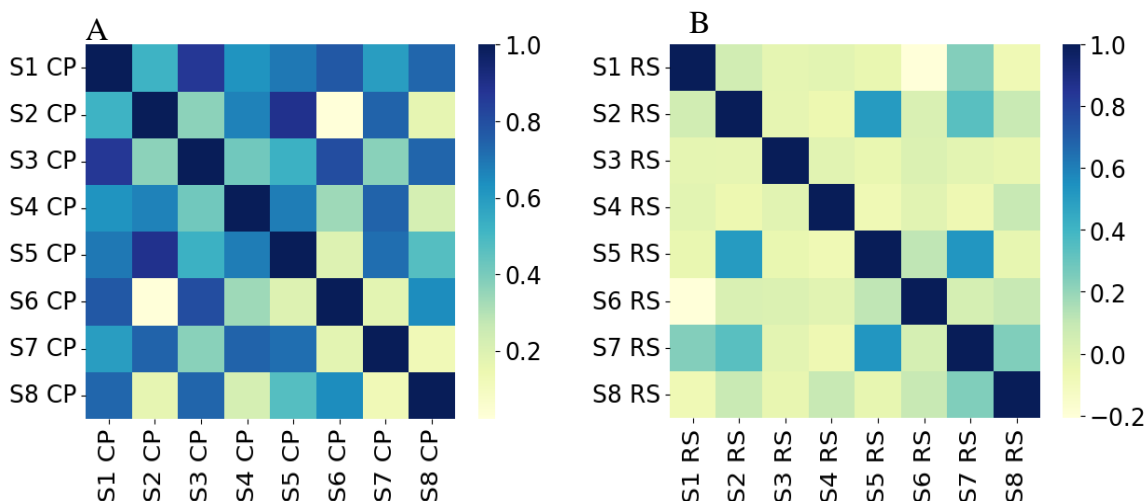 A
S1 CP
S2 CP
S3 CP
S4 CP
S5 CP
S6 CP
S7 CP
S8 CP
S1 CP
S2 CP
S3 CP
S4 CP
S5 CP
S6 CP
S7 CP
S8 CP
1.0
0.8
0.6
0.4
0.2
B
S1 RS
S2 RS
S3 RS
S4 RS
S5 RS
S6 RS
S7 RS
S8 RS
S1 RS
S2 RS
S3 RS
S4 RS
S5 RS
S6 RS
S7 RS
S8 RS
1.0
0.8
0.6
0.4
0.2
0.0
−0.2